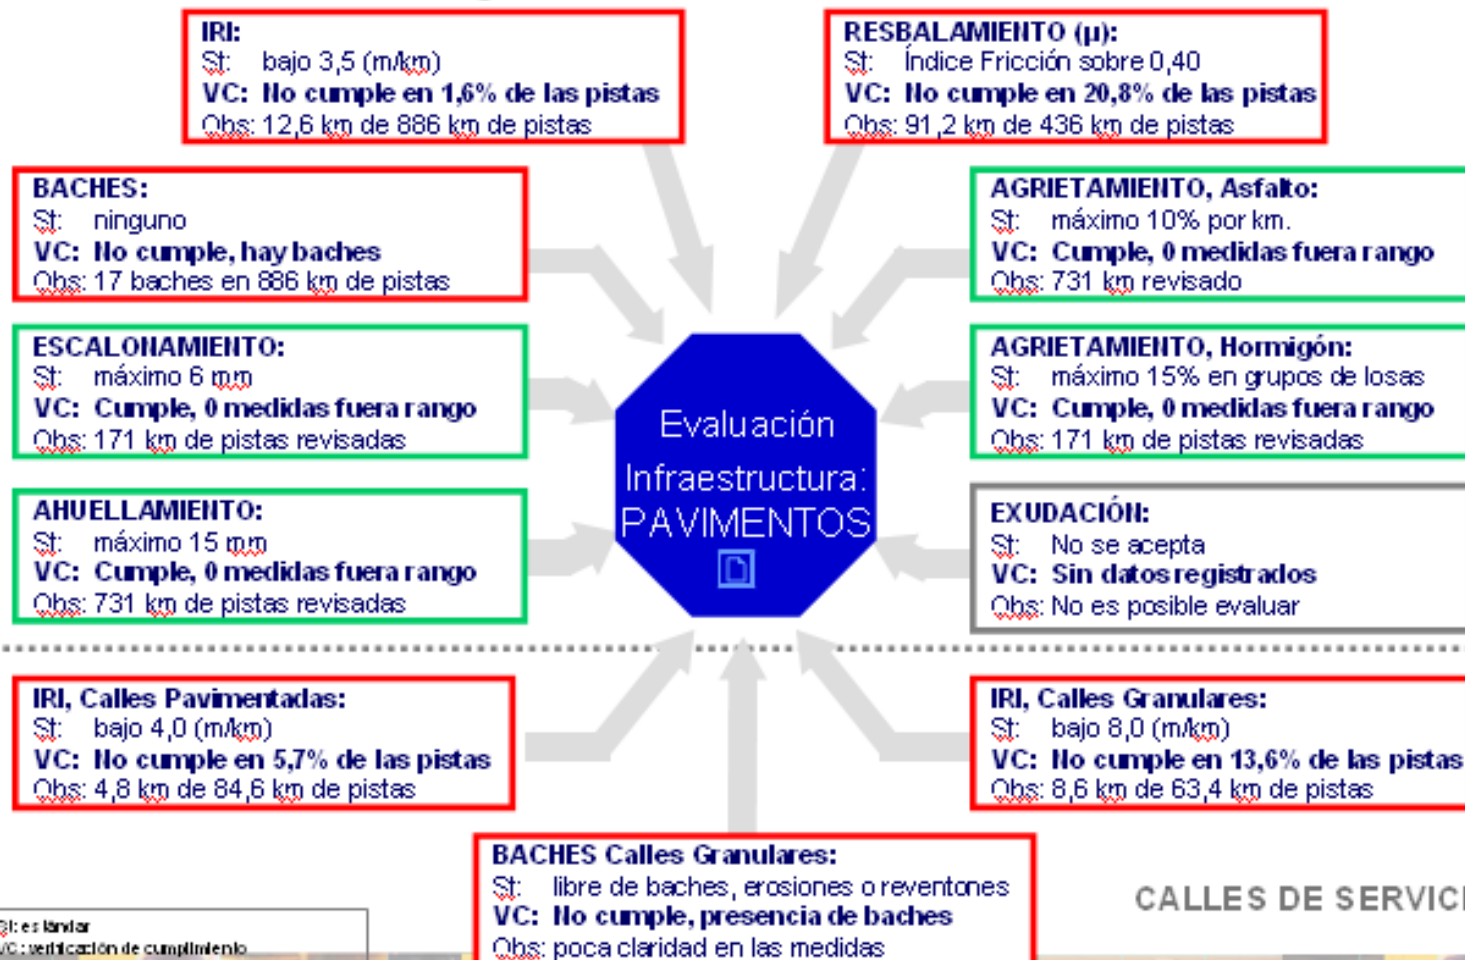 IRI:
St: bajo 3,5 (m/km)
VC: No cumple en 1,6% de las pistas
Obs: 12,6 km de 886 km de pistas
RESBALAMIENTO (µ):
St: Índice Fricción sobre 0,40
VC: No cumple en 20,8% de las pistas
Obs: 91,2 km de 436 km de pistas
BACHES:
St: ninguno
VC: No cumple, hay baches
Obs: 17 baches en 886 km de pistas
AGRIETAMIENTO, Asfalto:
St: máximo 10% por km.
VC: Cumple, 0 medidas fuera rango
Obs: 731 km revisado
ESCALONAMIENTO:
St: máximo 6 mm
VC: Cumple, 0 medidas fuera rango
Obs: 171 km de pistas revisadas
AGRIETAMIENTO, Hormigón:
St: máximo 15% en grupos de losas
VC: Cumple, 0 medidas fuera rango
Obs: 171 km de pistas revisadas
Evaluación
Infraestructura:
PAVIMENTOS
AHUELLAMIENTO:
St: máximo 15 mm
VC: Cumple, 0 medidas fuera rango
Obs: 731 km de pistas revisadas
EXUDACIÓN:
St: No se acepta
VC: Sin datos registrados
Obs: No es posible evaluar
IRI, Calles Pavimentadas:
St: bajo 4,0 (m/km)
VC: No cumple en 5,7% de las pistas
Obs: 4,8 km de 84,6 km de pistas
IRI, Calles Granulares:
St: bajo 8,0 (m/km)
VC: No cumple en 13,6% de las pistas
Obs: 8,6 km de 63,4 km de pistas
BACHES Calles Granulares:
St: libre de baches, erosiones o reventones
VC: No cumple, presencia de baches
Obs: poca claridad en las medidas
CALLES DE SERVICI
St: estándar
VC: verificación de cumplimiento